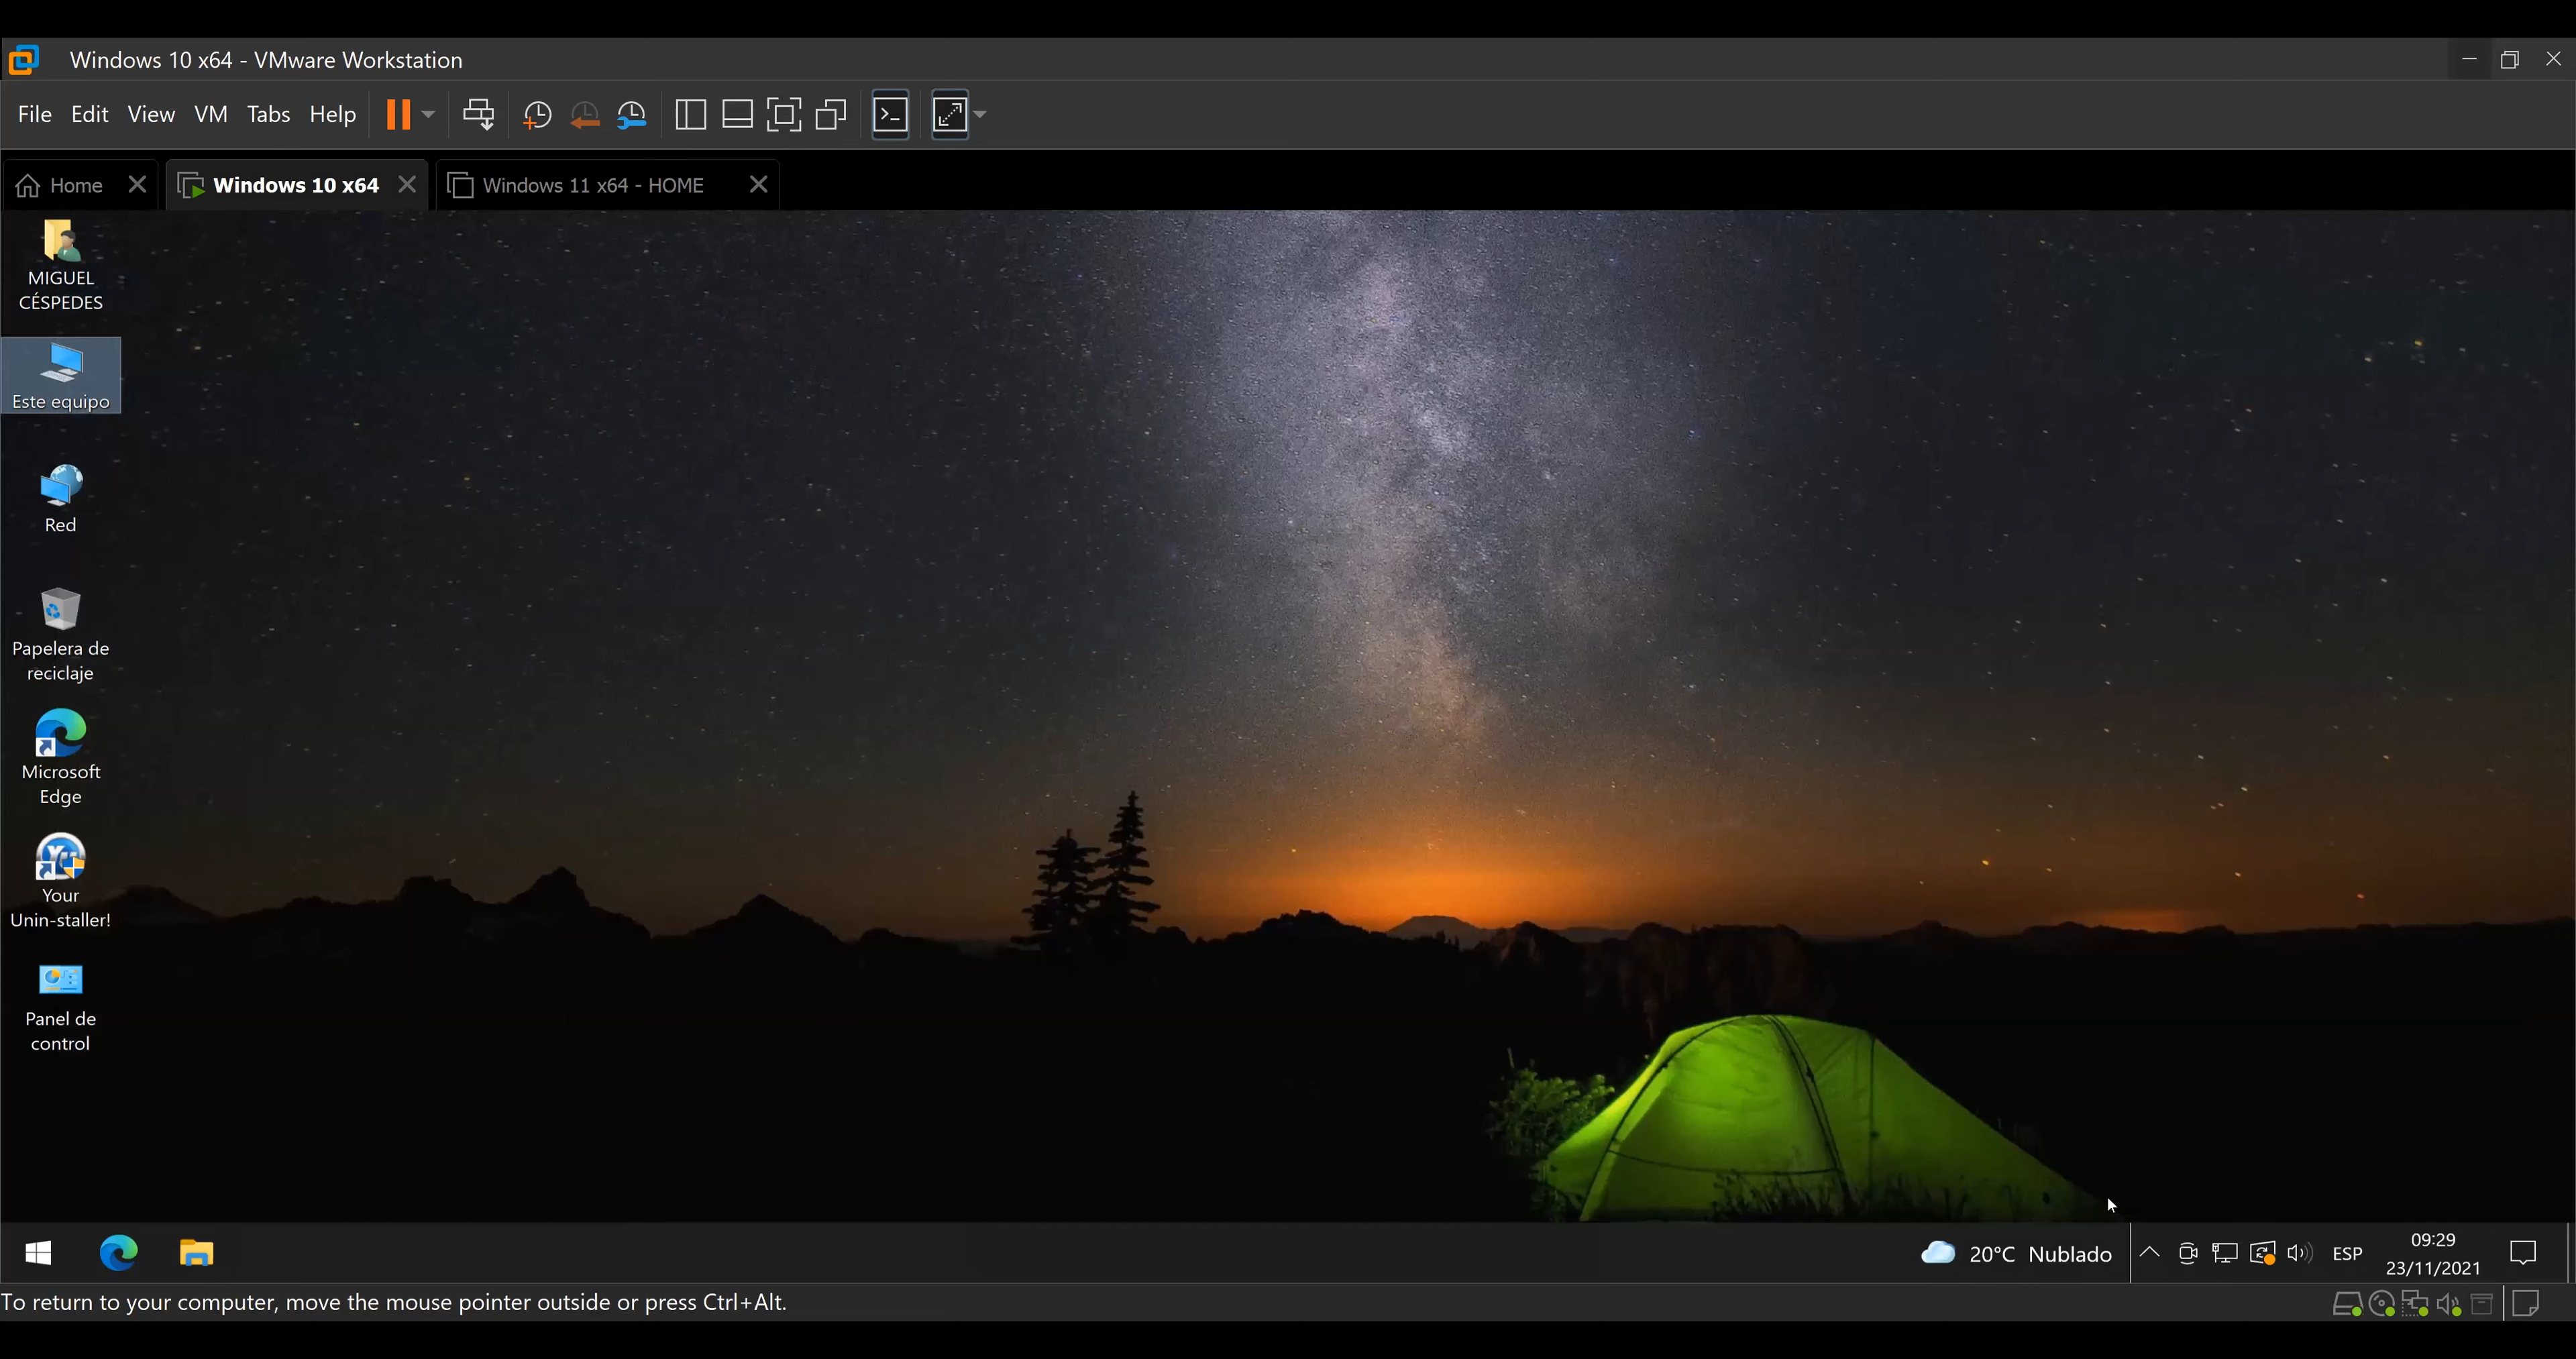 Windows 10 x64 - VMware Workstation
File Edit View VM Tabs Help
Home Windows 10 x64 Windows 11 x64 - HOME
MIGUEL
CÉSPEDES
Este equipo
Red
Papelera de
reciclaje
Microsoft
Edge
Your
Unin-staller!
Panel de
control
20°C Nublado
ESP
09:29
23/11/2021
To return to your computer, move the mouse pointer outside or press Ctrl+Alt.